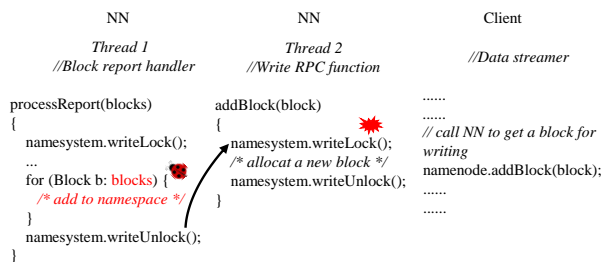 NN
Thread 1
//Block report handler
processReport(blocks)
{
namesystem.writeLock();
...
for (Block b: blocks) {
/* add to namespace */
}
namesystem.writeUnlock();
}
NN
Thread 2
//Write RPC function
addBlock(block)
{
namesystem.writeLock();
/* allocat a new block */
namesystem.writeUnlock();
}
Client
//Data streamer
......
......
// call NN to get a block for
writing
namenode.addBlock(block);
......
......